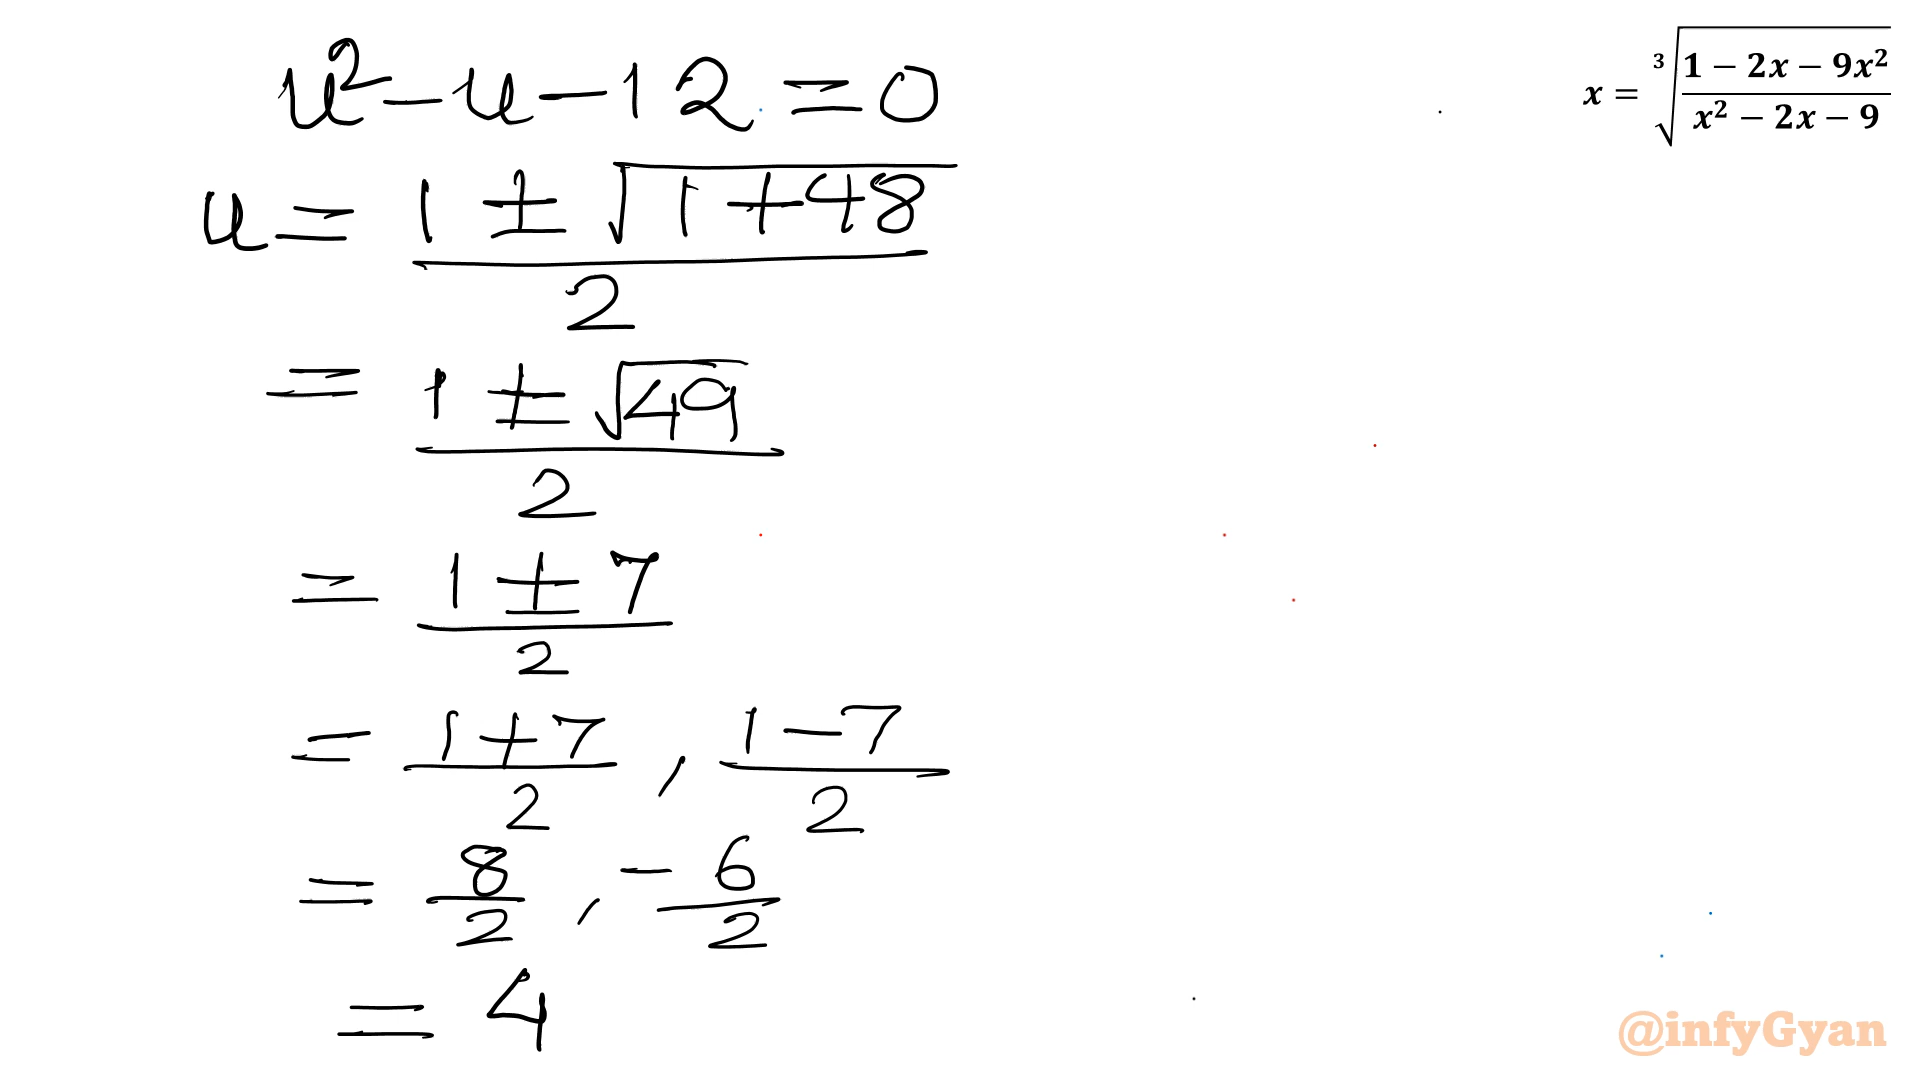 u² - u - 12 = 0
x = ∛((1 - 2x - 9x²)/(x² - 2x - 9))
u = (1 ± √(1 + 48))/2
= (1 ± √49)/2
= (1 ± 7)/2
= (1 + 7)/2 , (1 - 7)/2
= 8/2 , - 6/2
= 4
@infyGyan